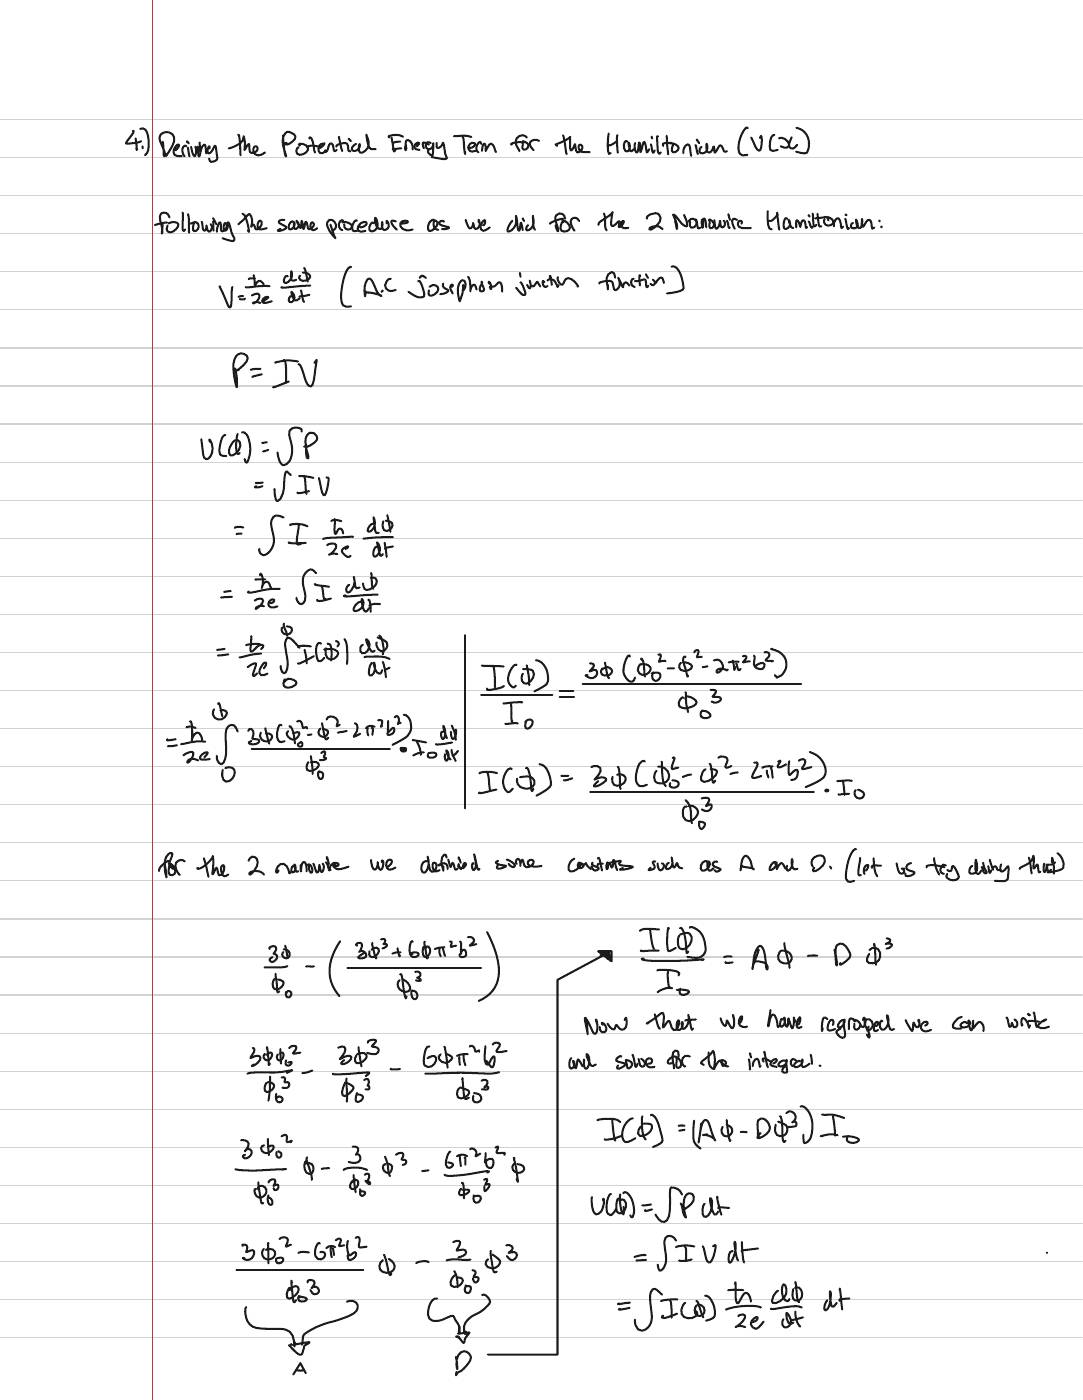 4.) Deriving the Potential Energy Term for the Hamiltonian (U(x)
following the same procedure as we did for the 2 Nanowire Hamiltonian:
V = ħ/2e dϕ/dt ( A.C Josephson junction function)
P = IV
U(ϕ) = ∫P
= ∫ I V
= ∫ I ħ/2e dϕ/dt
= ħ/2e ∫ I dϕ/dt
= ħ/2e ∫₀^ϕ I(ϕ) dϕ/dt
= ħ/2e ∫₀^ϕ 3ϕ(ϕ₀² - ϕ² - 2π²b²)/ϕ₀³ · I₀ dϕ/dt
I(ϕ)/I₀ = 3ϕ (ϕ₀² - ϕ² - 2π²b²)/ϕ₀³
I(ϕ) = 3ϕ (ϕ₀² - ϕ² - 2π²b²)/ϕ₀³ · I₀
for the 2 nanowire we defined some constants such as A and D. (let us try doing that)
3ϕ/ϕ₀ - ( (3ϕ³ + 6ϕπ²b²)/ϕ₀³ )
3ϕϕ₀²/ϕ₀³ - 3ϕ³/ϕ₀³ - 6ϕπ²b²/ϕ₀³
3ϕ₀²/ϕ₀³ ϕ - 3/ϕ₀³ ϕ³ - 6π²b²/ϕ₀³ ϕ
(3ϕ₀² - 6π²b²)/ϕ₀³ ϕ - 3/ϕ₀³ ϕ³
A D
I(ϕ)/I₀ = A ϕ - D ϕ³
Now that we have regrouped we can write
and solve for the integral.
I(ϕ) = (Aϕ - Dϕ³) I₀
U(ϕ) = ∫ P dt
= ∫ I V dt
= ∫ I(ϕ) ħ/2e dϕ/dt dt